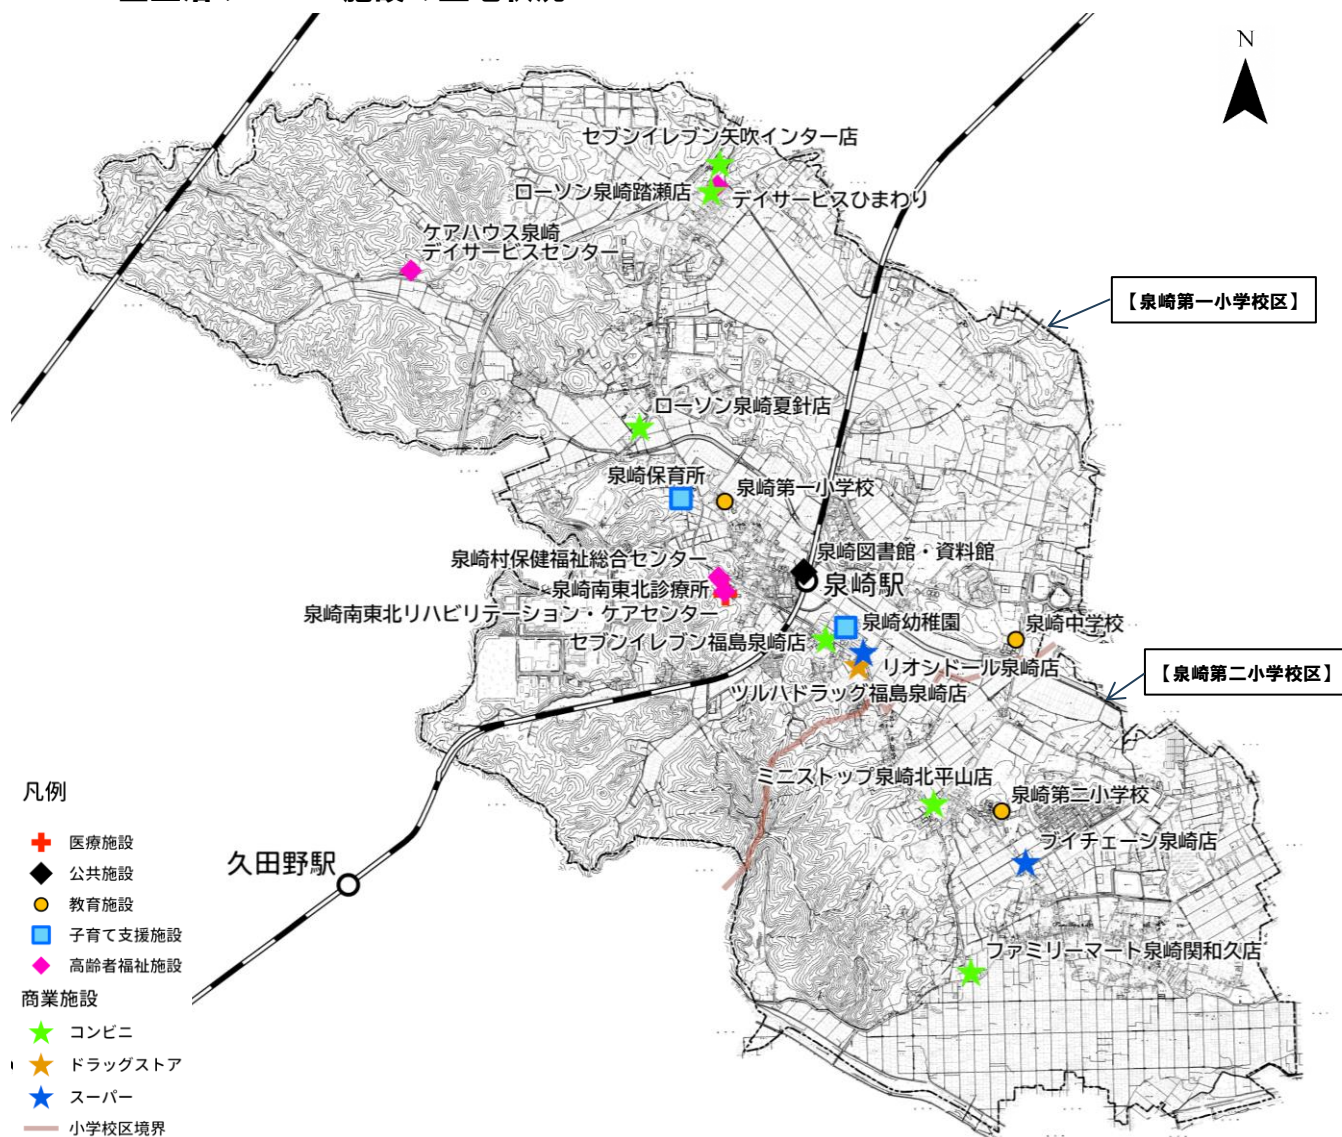 N
セブンイレブン矢吹インター店
ローソン泉崎踏瀬店
デイサービスひまわり
ケアハウス泉崎
デイサービスセンター
【泉崎第一小学校区】
ローソン泉崎夏針店
泉崎保育所
泉崎第一小学校
泉崎図書館・資料館
泉崎村保健福祉総合センター
泉崎駅
泉崎南東北診療所
泉崎南東北リハビリテーション・ケアセンター
泉崎幼稚園
泉崎中学校
セブンイレブン福島泉崎店
リオンドール泉崎店
【泉崎第二小学校区】
ツルハドラッグ福島泉崎店
ミニストップ泉崎北平山店
泉崎第二小学校
ブイチェーン泉崎店
久田野駅
ファミリーマート泉崎関和久店
凡例
医療施設
公共施設
教育施設
子育て支援施設
高齢者福祉施設
商業施設
コンビニ
ドラッグストア
スーパー
小学校区境界